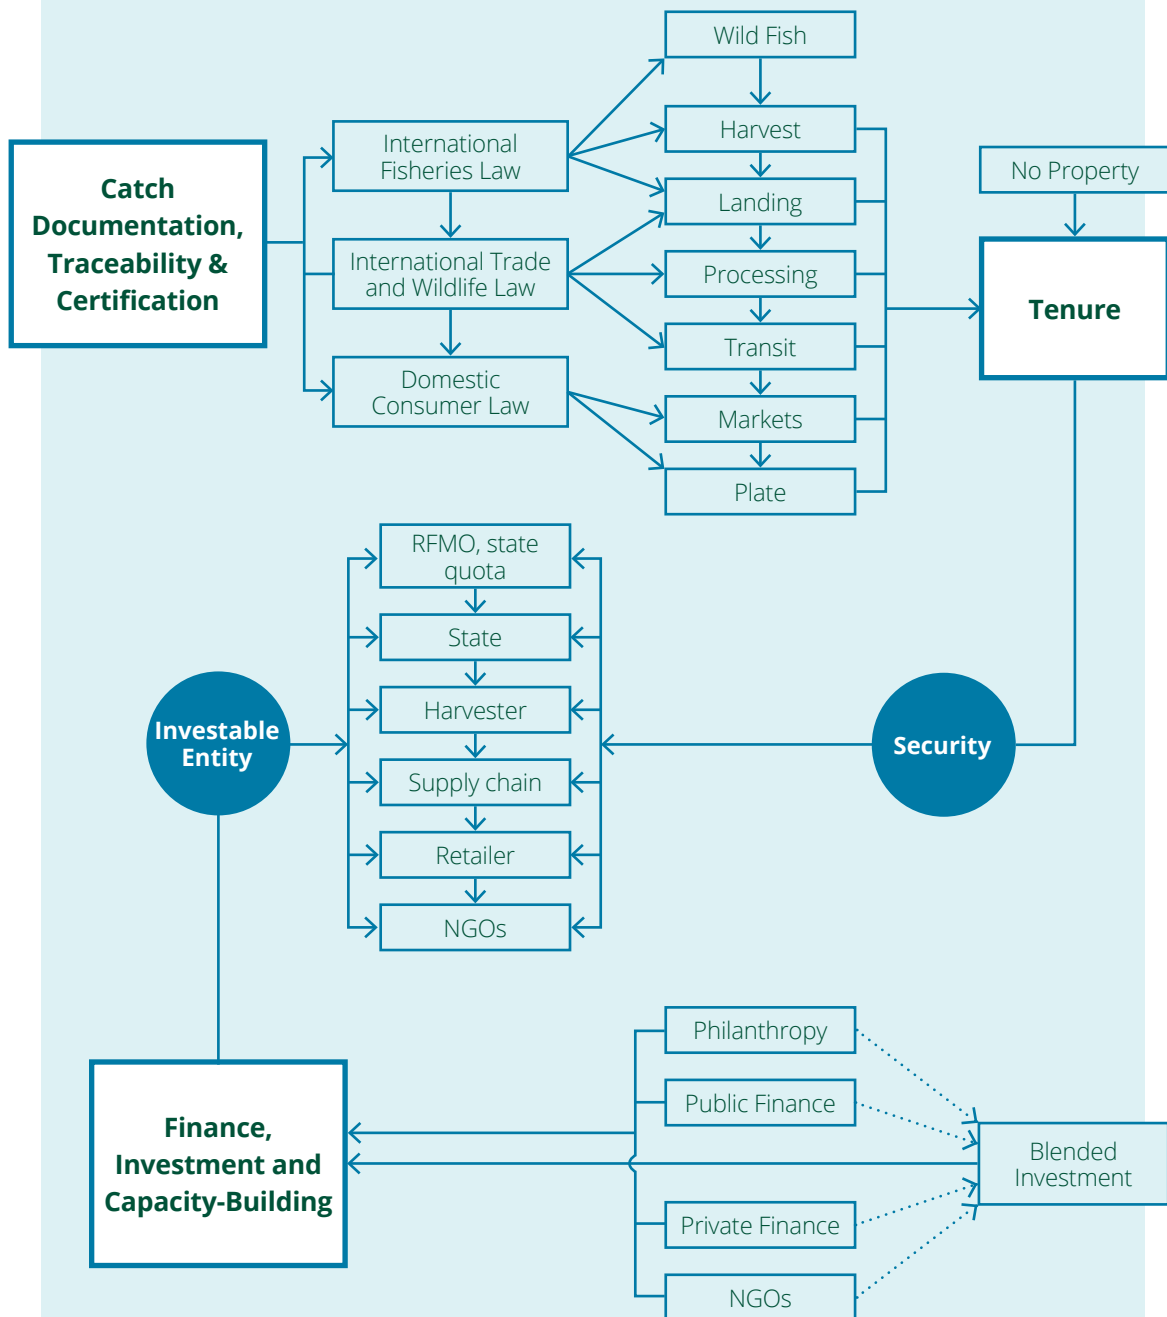 Wild Fish
Harvest
Landing
Processing
Transit
Markets
Plate
International
Fisheries Law
International Trade
and Wildlife Law
Domestic
Consumer Law
Catch
Documentation,
Traceability &
Certification
No Property
Tenure
RFMO, state
quota
State
Harvester
Supply chain
Retailer
NGOs
Investable
Entity
Security
Philanthropy
Public Finance
Private Finance
NGOs
Blended
Investment
Finance,
Investment and
Capacity-Building